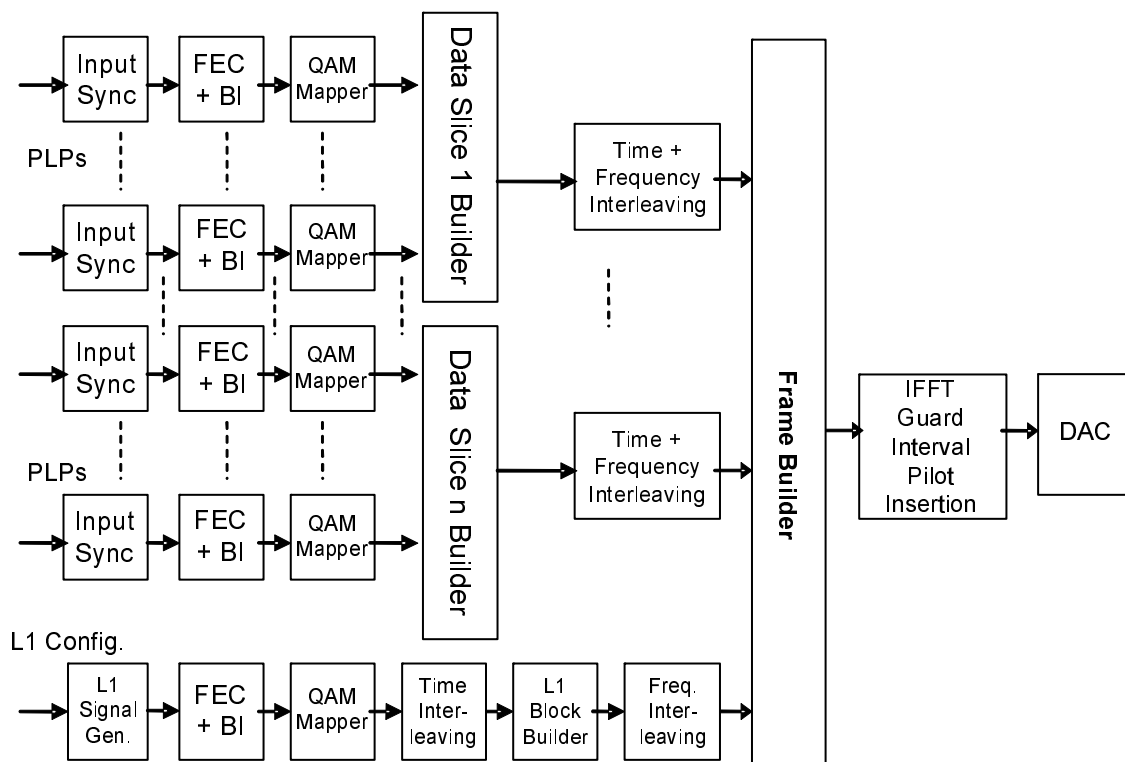 Input
Sync
FEC
+ BI
QAM
Mapper
Data Slice 1 Builder
PLPs
Time +
Frequency
Interleaving
Input
Sync
FEC
+ BI
QAM
Mapper
Input
Sync
FEC
+ BI
QAM
Mapper
Data Slice n Builder
PLPs
Time +
Frequency
Interleaving
Input
Sync
FEC
+ BI
QAM
Mapper
L1 Config.
L1
Signal
Gen.
FEC
+ BI
QAM
Mapper
Time
Inter-
leaving
L1
Block
Builder
Freq.
Inter-
leaving
Frame Builder
IFFT
Guard
Interval
Pilot
Insertion
DAC